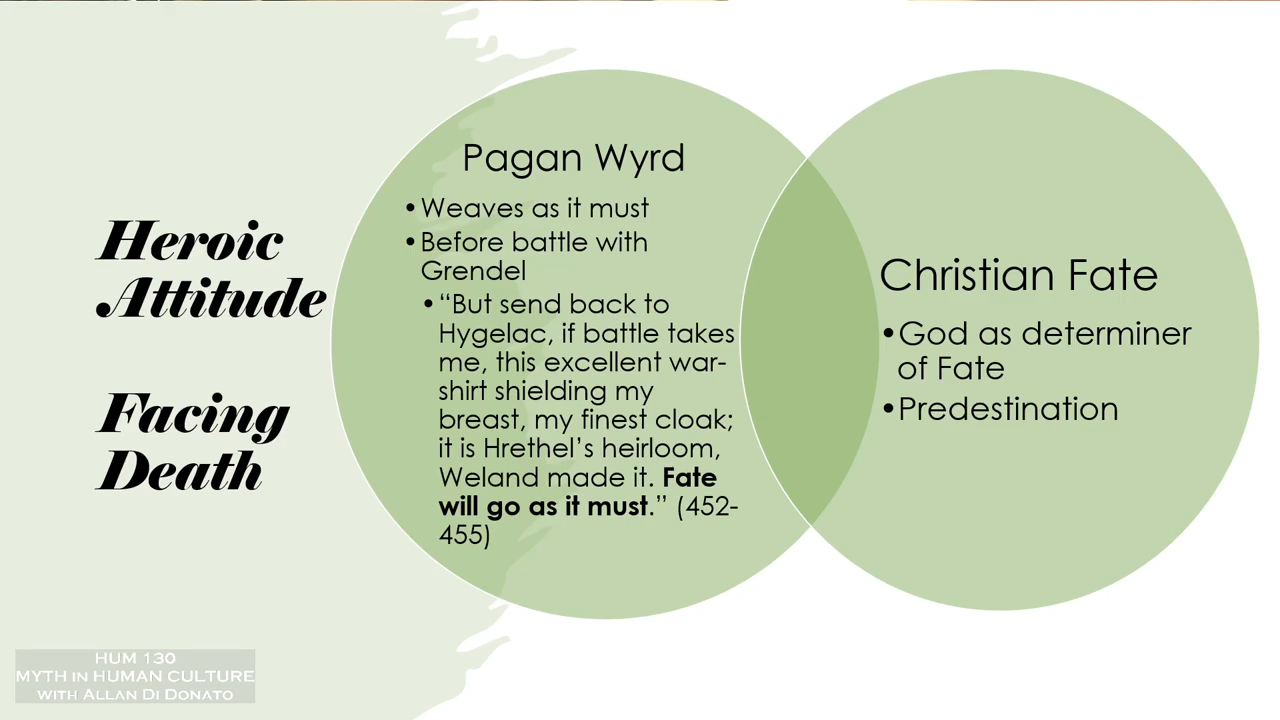 Heroic
Attitude
Facing
Death
Pagan Wyrd
•Weaves as it must
•Before battle with
Grendel
•“But send back to
Hygelac, if battle takes
me, this excellent war-
shirt shielding my
breast, my finest cloak;
it is Hrethel’s heirloom,
Weland made it. Fate
will go as it must.” (452-
455)
Christian Fate
•God as determiner
of Fate
•Predestination
HUM 130
MYTH IN HUMAN CULTURE
WITH ALLAN DI DONATO